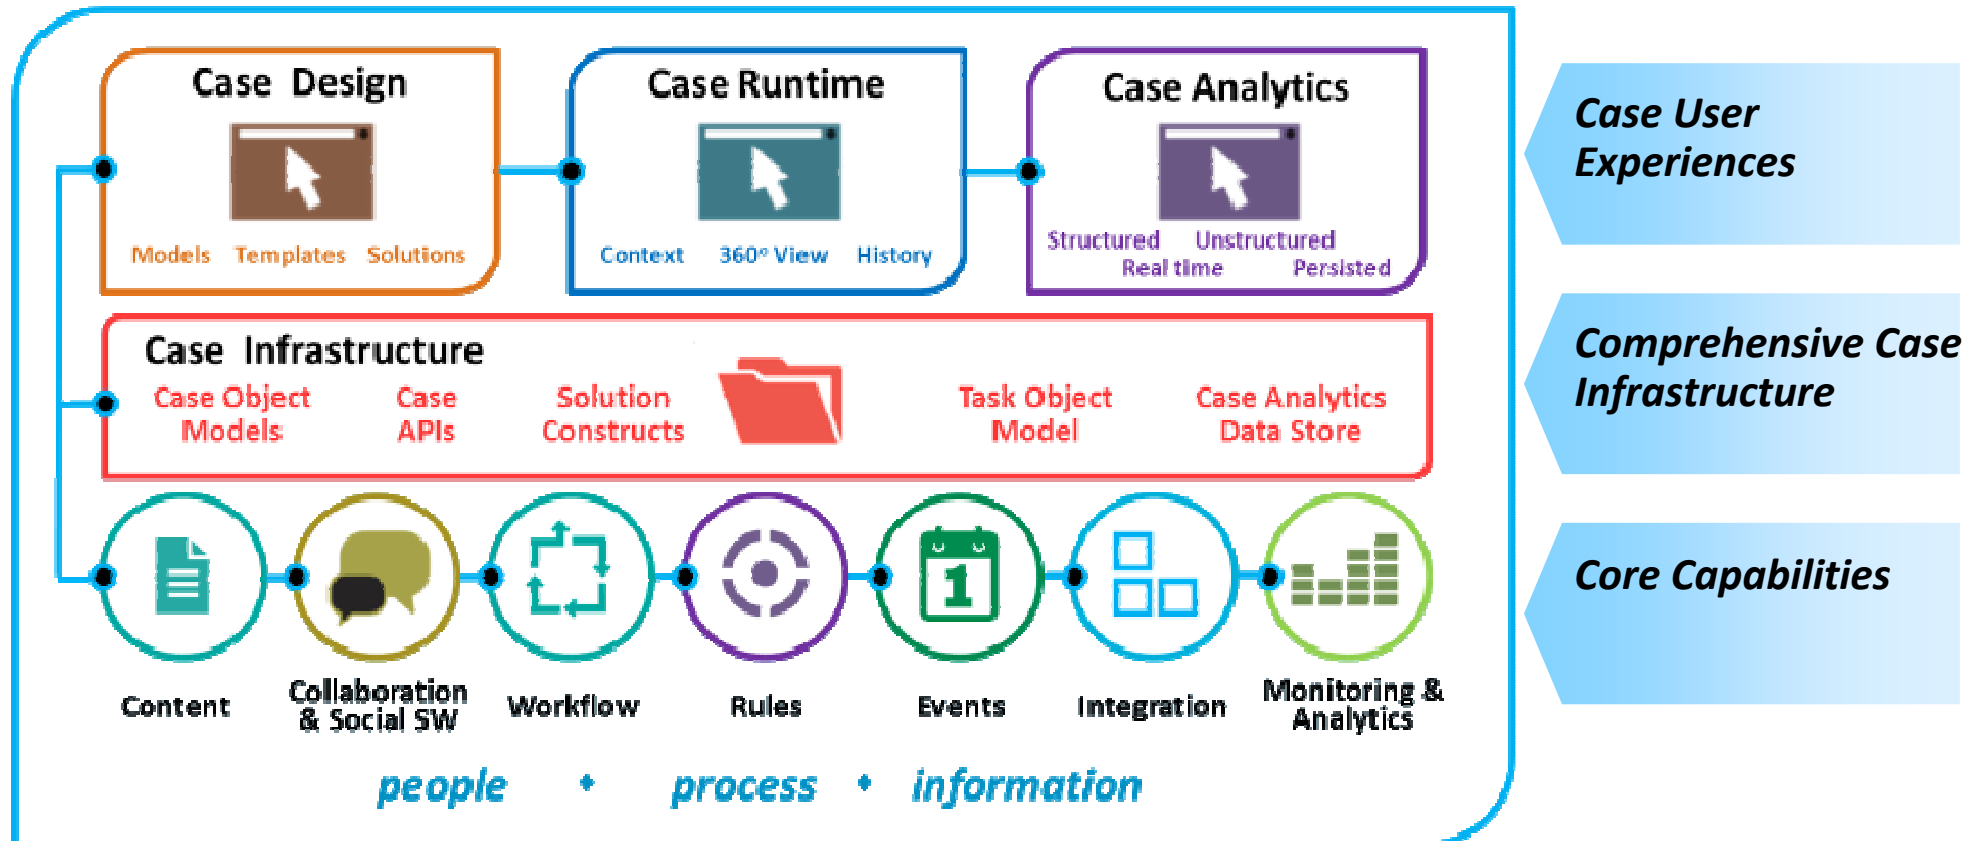 Case Design
Models Templates Solutions
Case Runtime
Context 360º View History
Case Analytics
Structured Unstructured
Real time Persisted
Case User
Experiences
Case Infrastructure
Case Object
Models
Case
APIs
Solution
Constructs
Task Object
Model
Case Analytics
Data Store
Comprehensive Case
Infrastructure
Content
Collaboration
& Social SW
Workflow
Rules
1
Events
Integration
Monitoring &
Analytics
Core Capabilities
people • process • information